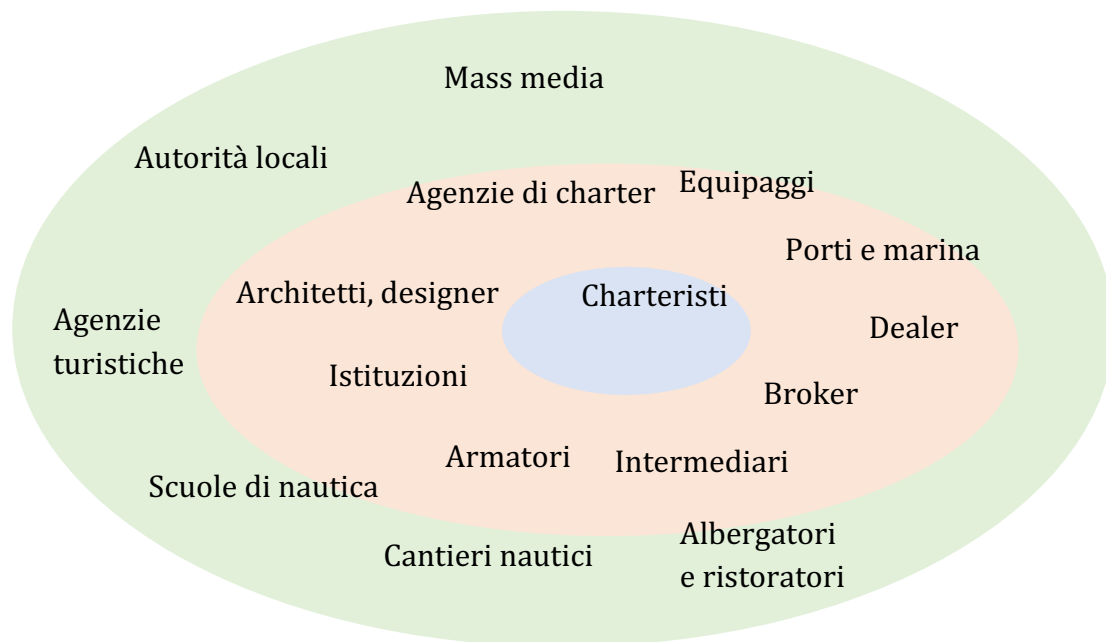 Mass media
Autorità locali
Agenzie di charter
Equipaggi
Porti e marina
Architetti, designer
Charteristi
Agenzie
turistiche
Dealer
Istituzioni
Broker
Armatori
Intermediari
Scuole di nautica
Cantieri nautici
Albergatori
e ristoratori